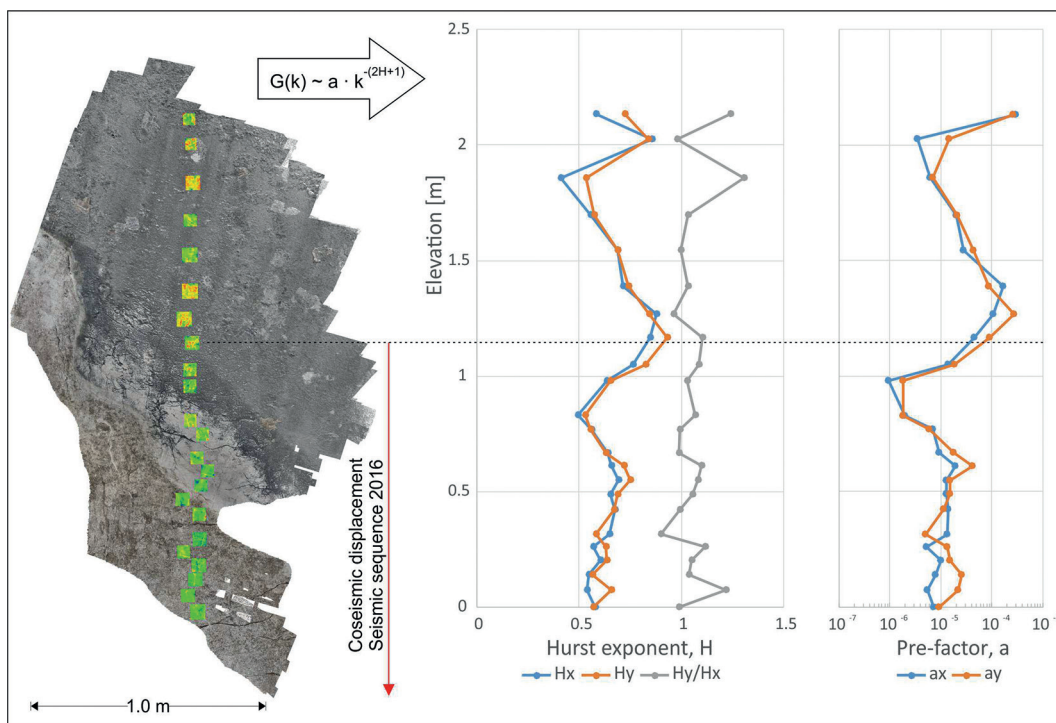 G(k) ~ a · k^-(2H+1)
1.0 m
Coseismic displacement
Seismic sequence 2016
Elevation [m]
2.5
2
1.5
1
0.5
0
0 0.5 1 1.5
Hurst exponent, H
Hx Hy Hy/Hx
10^-7 10^-6 10^-5 10^-4 10^-3
Pre-factor, a
ax ay